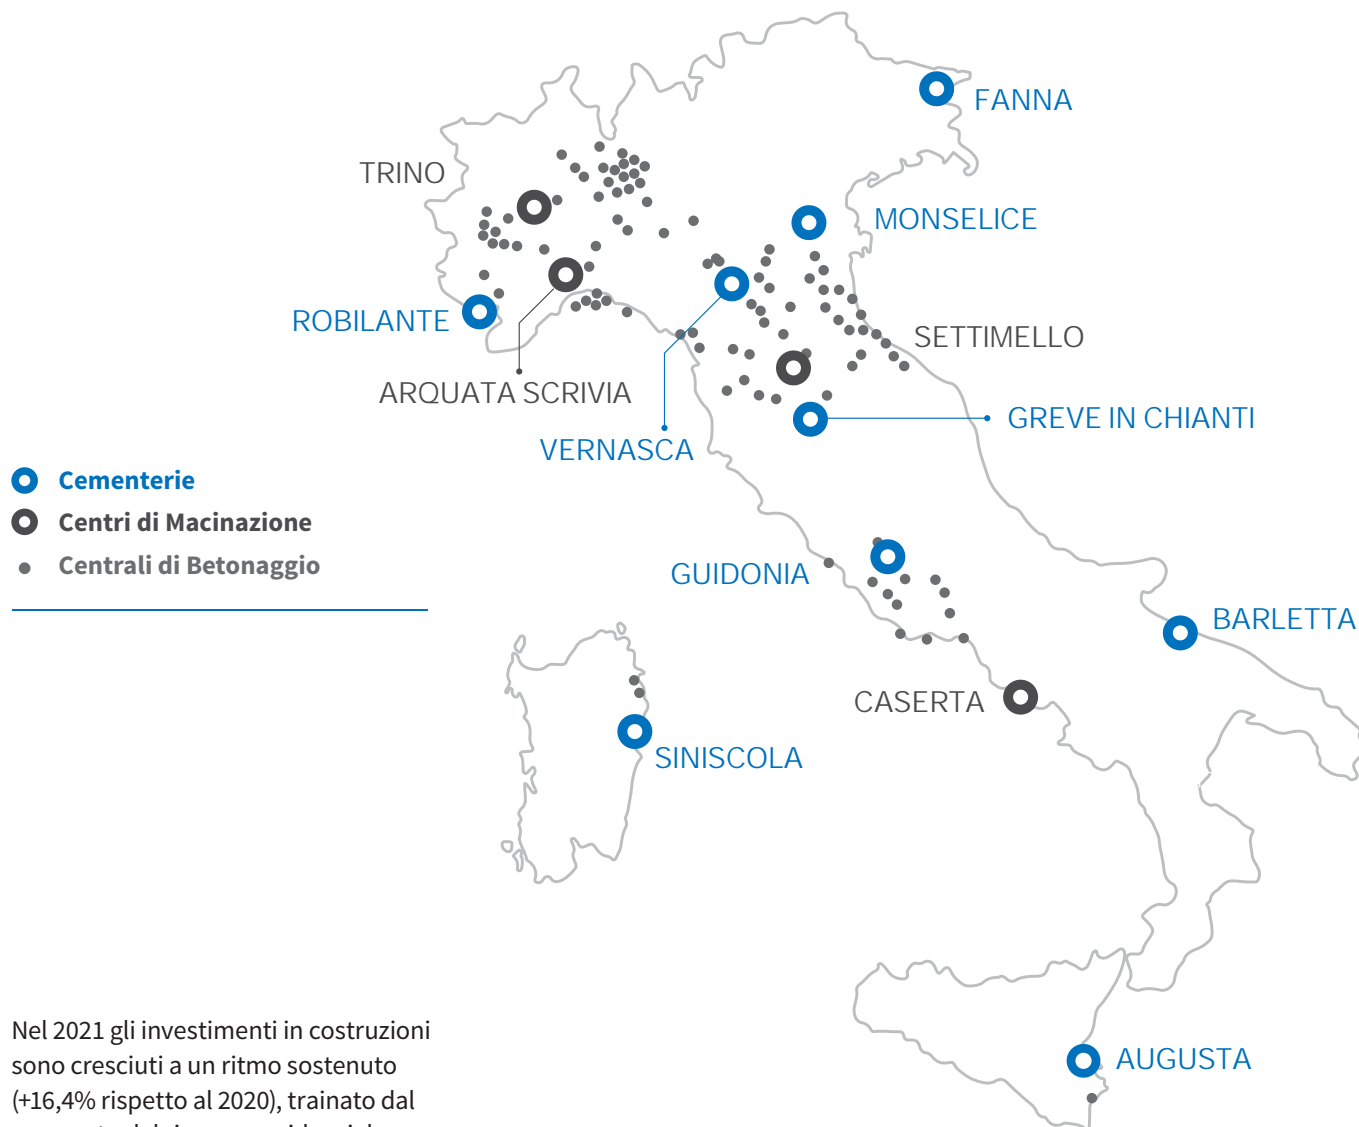 FANNA
TRINO
MONSELICE
ROBILANTE
SETTIMELLO
ARQUATA SCRIVIA
GREVE IN CHIANTI
VERNASCA
Cementerie
Centri di Macinazione
Centrali di Betonaggio
GUIDONIA
BARLETTA
CASERTA
SINISCOLA
AUGUSTA
Nel 2021 gli investimenti in costruzioni
sono cresciuti a un ritmo sostenuto
(+16,4% rispetto al 2020), trainato dal